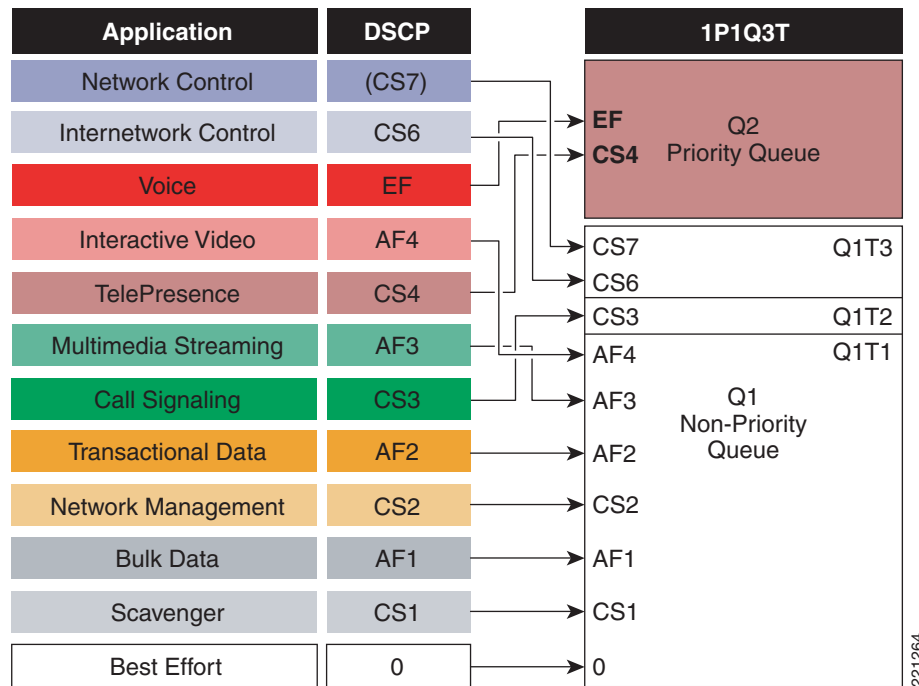 Application DSCP 1P1Q3T
Network Control (CS7)
Internetwork Control CS6
Voice EF
Interactive Video AF4
TelePresence CS4
Multimedia Streaming AF3
Call Signaling CS3
Transactional Data AF2
Network Management CS2
Bulk Data AF1
Scavenger CS1
Best Effort 0
EF
CS4
Q2
Priority Queue
CS7 Q1T3
CS6
CS3 Q1T2
AF4 Q1T1
AF3
Q1
Non-Priority
Queue
AF2
CS2
AF1
CS1
0
221264